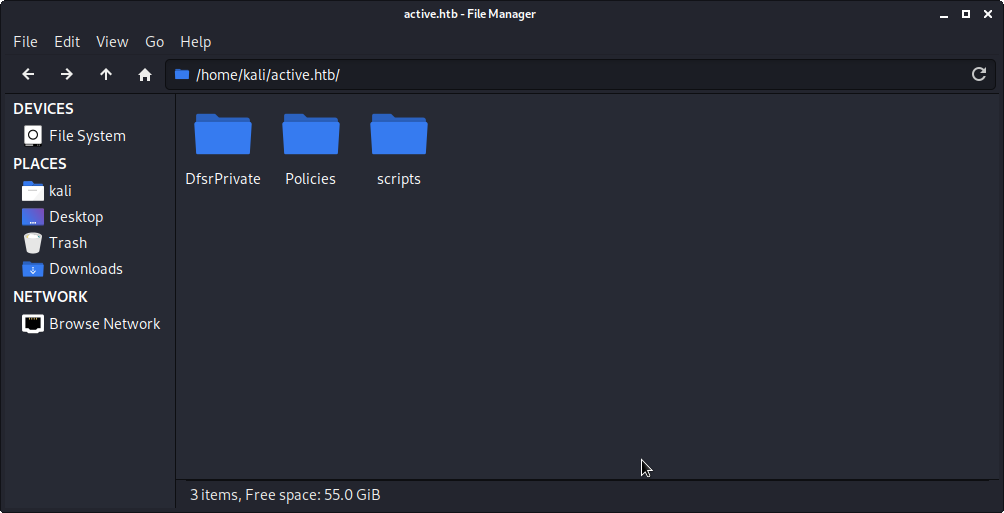 active.htb - File Manager
File Edit View Go Help
/home/kali/active.htb/
DEVICES
File System
PLACES
kali
Desktop
Trash
Downloads
NETWORK
Browse Network
DfsrPrivate Policies scripts
3 items, Free space: 55.0 GiB